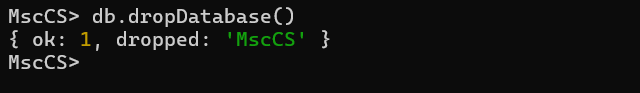 MscCS> db.dropDatabase()
{ ok: 1, dropped: 'MscCS' }
MscCS>